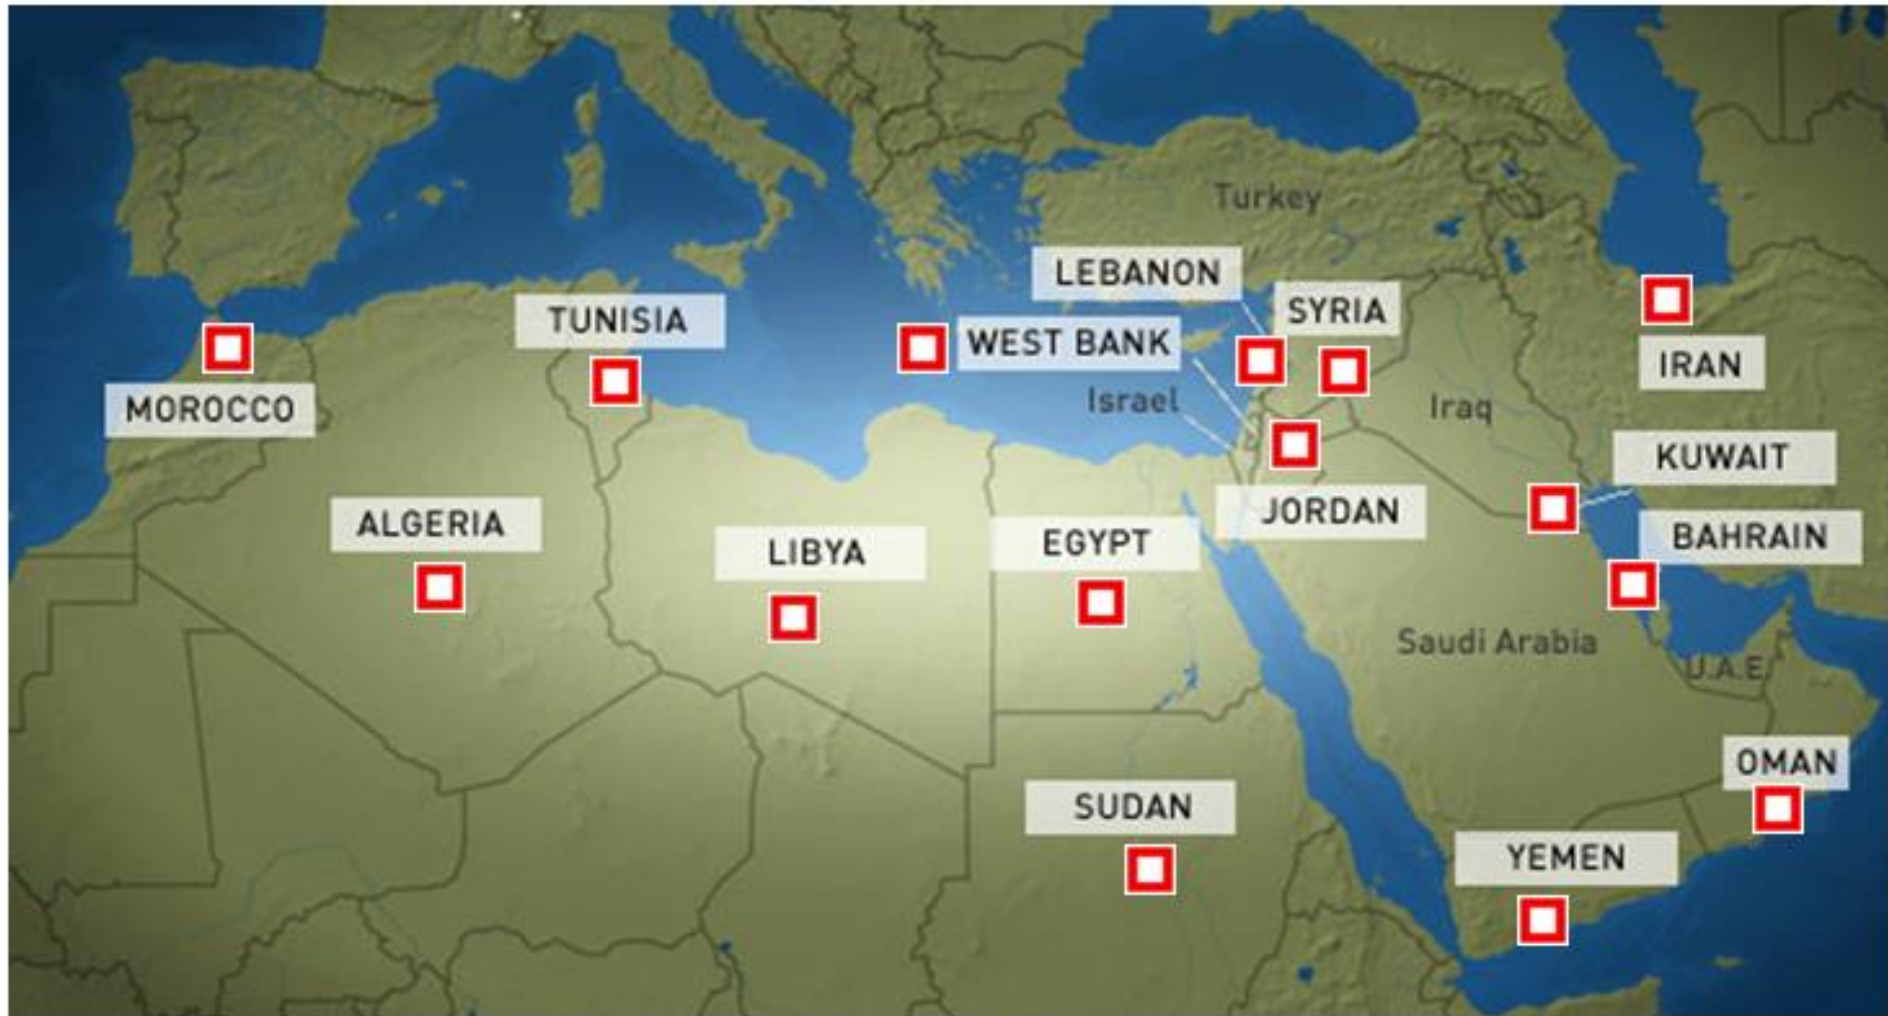 Turkey
LEBANON
SYRIA
TUNISIA
WEST BANK
IRAN
MOROCCO
Israel
Iraq
KUWAIT
ALGERIA
JORDAN
BAHRAIN
LIBYA
EGYPT
Saudi Arabia
U.A.E
OMAN
SUDAN
YEMEN